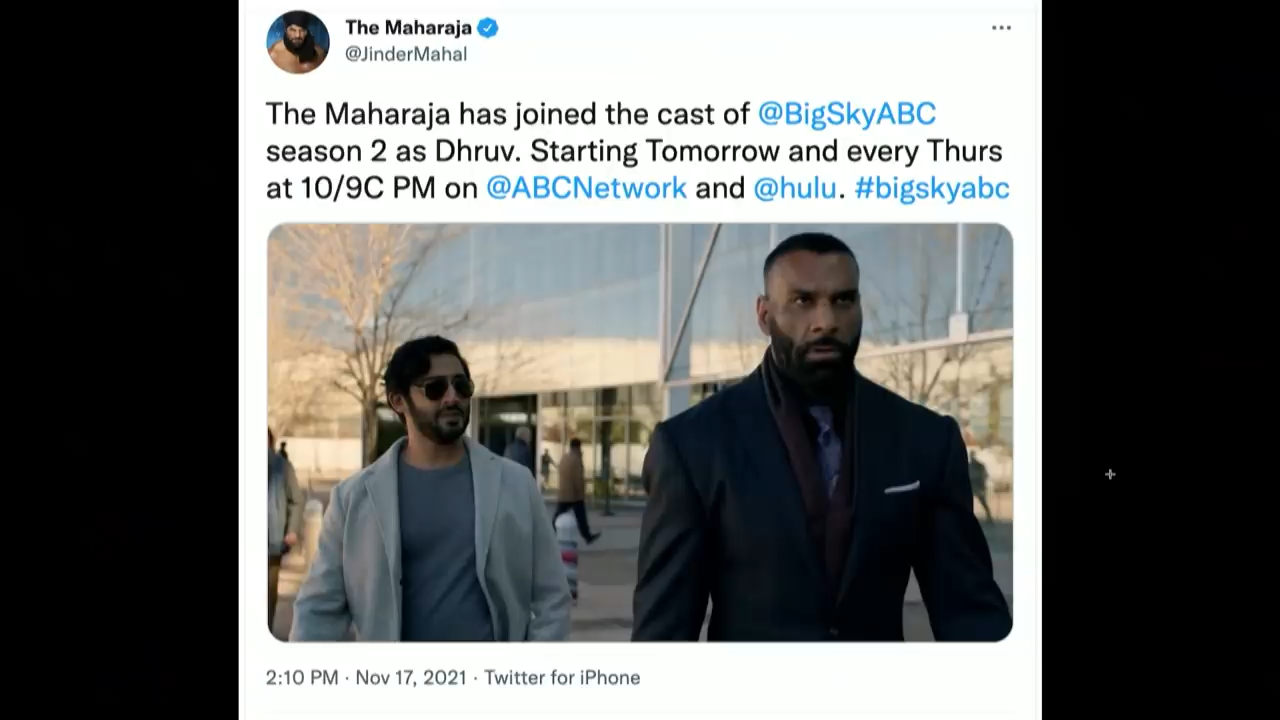 The Maharaja
@JinderMahal
The Maharaja has joined the cast of @BigSkyABC
season 2 as Dhruv. Starting Tomorrow and every Thurs
at 10/9C PM on @ABCNetwork and @hulu. #bigskyabc
2:10 PM · Nov 17, 2021 · Twitter for iPhone